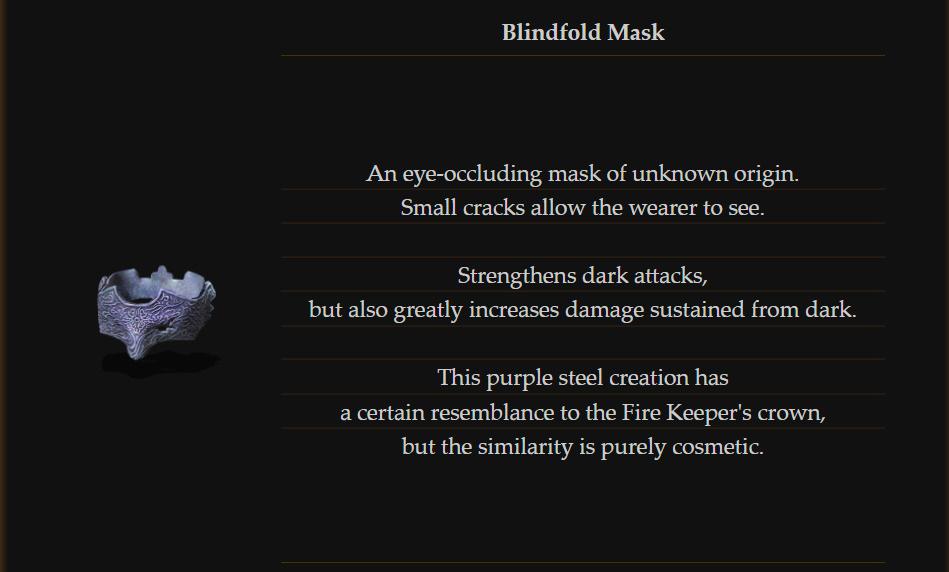 Blindfold Mask
An eye-occluding mask of unknown origin.
Small cracks allow the wearer to see.
Strengthens dark attacks,
but also greatly increases damage sustained from dark.
This purple steel creation has
a certain resemblance to the Fire Keeper's crown,
but the similarity is purely cosmetic.